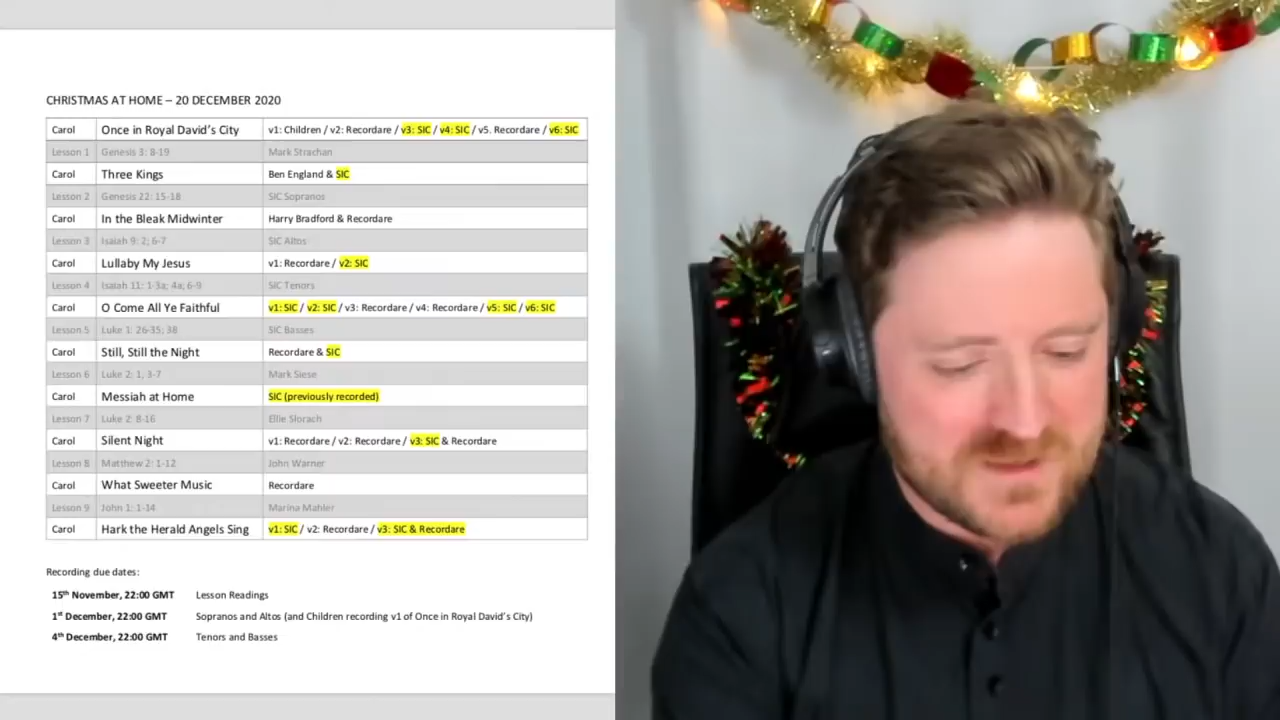 CHRISTMAS AT HOME – 20 DECEMBER 2020
Carol Once in Royal David's City v1: Children / v2: Recordare / v3: SIC / v4: SIC / v5. Recordare / v6: SIC
Lesson 1 Genesis 3: 8-19 Mark Strachan
Carol Three Kings Ben England & SIC
Lesson 2 Genesis 22: 15-18 SIC Sopranos
Carol In the Bleak Midwinter Harry Bradford & Recordare
Lesson 3 Isaiah 9: 2; 6-7 SIC Altos
Carol Lullaby My Jesus v1: Recordare / v2: SIC
Lesson 4 Isaiah 11: 1-3a; 4a; 6-9 SIC Tenors
Carol O Come All Ye Faithful v1: SIC / v2: SIC / v3: Recordare / v4: Recordare / v5: SIC / v6: SIC
Lesson 5 Luke 1: 26-35; 38 SIC Basses
Carol Still, Still the Night Recordare & SIC
Lesson 6 Luke 2: 1, 3-7 Mark Siese
Carol Messiah at Home SIC (previously recorded)
Lesson 7 Luke 2: 8-16 Ellie Slorach
Carol Silent Night v1: Recordare / v2: Recordare / v3: SIC & Recordare
Lesson 8 Matthew 2: 1-12 John Warner
Carol What Sweeter Music Recordare
Lesson 9 John 1: 1-14 Marina Mahler
Carol Hark the Herald Angels Sing v1: SIC / v2: Recordare / v3: SIC & Recordare
Recording due dates:
15th November, 22:00 GMT Lesson Readings
1st December, 22:00 GMT Sopranos and Altos (and Children recording v1 of Once in Royal David's City)
4th December, 22:00 GMT Tenors and Basses